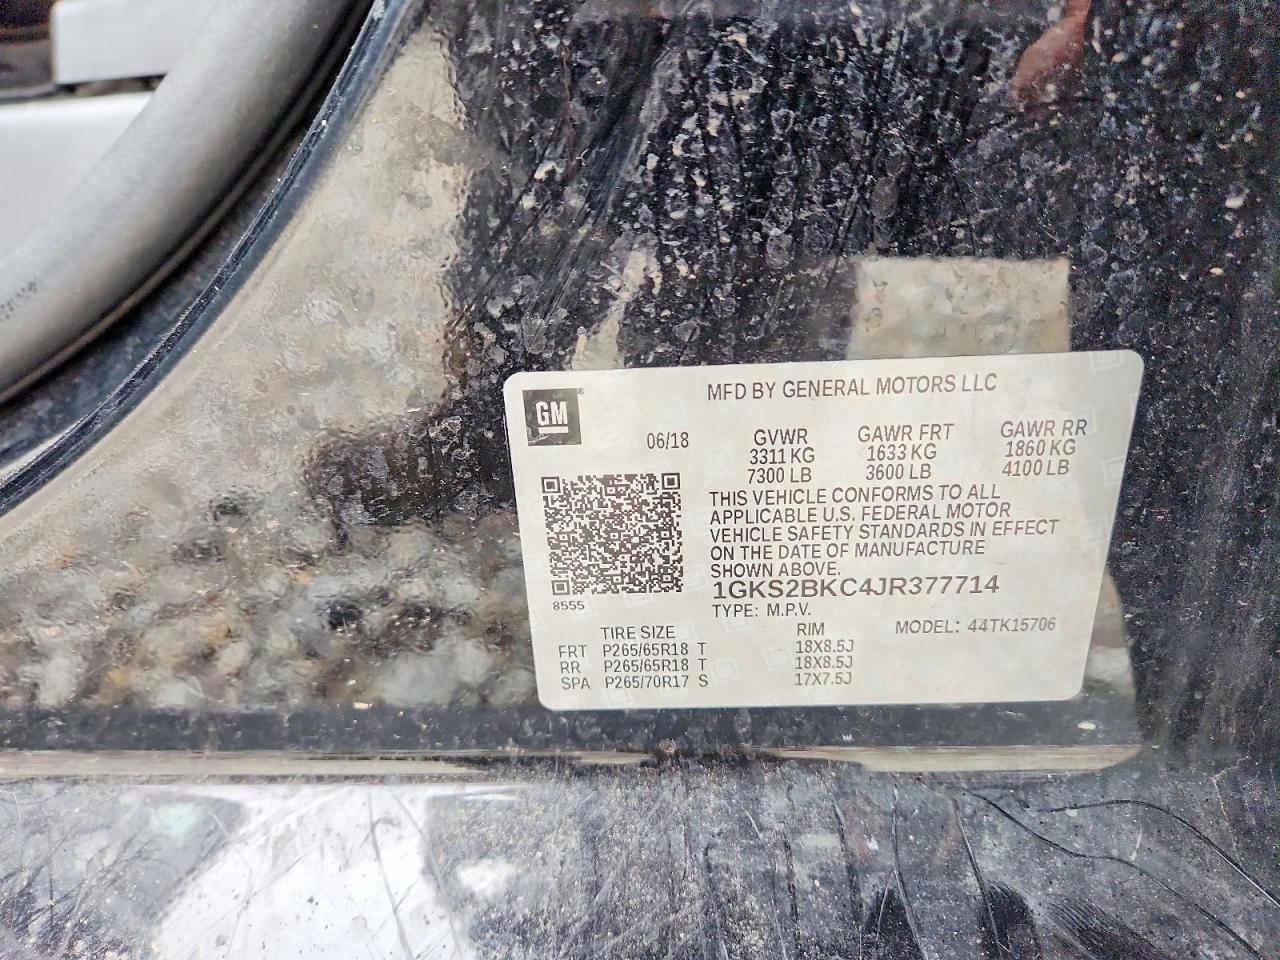 MFD BY GENERAL MOTORS LLC
GM
06/18
GVWR GAWR FRT GAWR RR
3311 KG 1633 KG 1860 KG
7300 LB 3600 LB 4100 LB
THIS VEHICLE CONFORMS TO ALL
APPLICABLE U.S. FEDERAL MOTOR
VEHICLE SAFETY STANDARDS IN EFFECT
ON THE DATE OF MANUFACTURE
SHOWN ABOVE.
1GKS2BKC4JR377714
8555
TYPE: M.P.V.
MODEL: 44TK15706
TIRE SIZE RIM
FRT P265/65R18 T 18X8.5J
RR P265/65R18 T 18X8.5J
SPA P265/70R17 S 17X7.5J